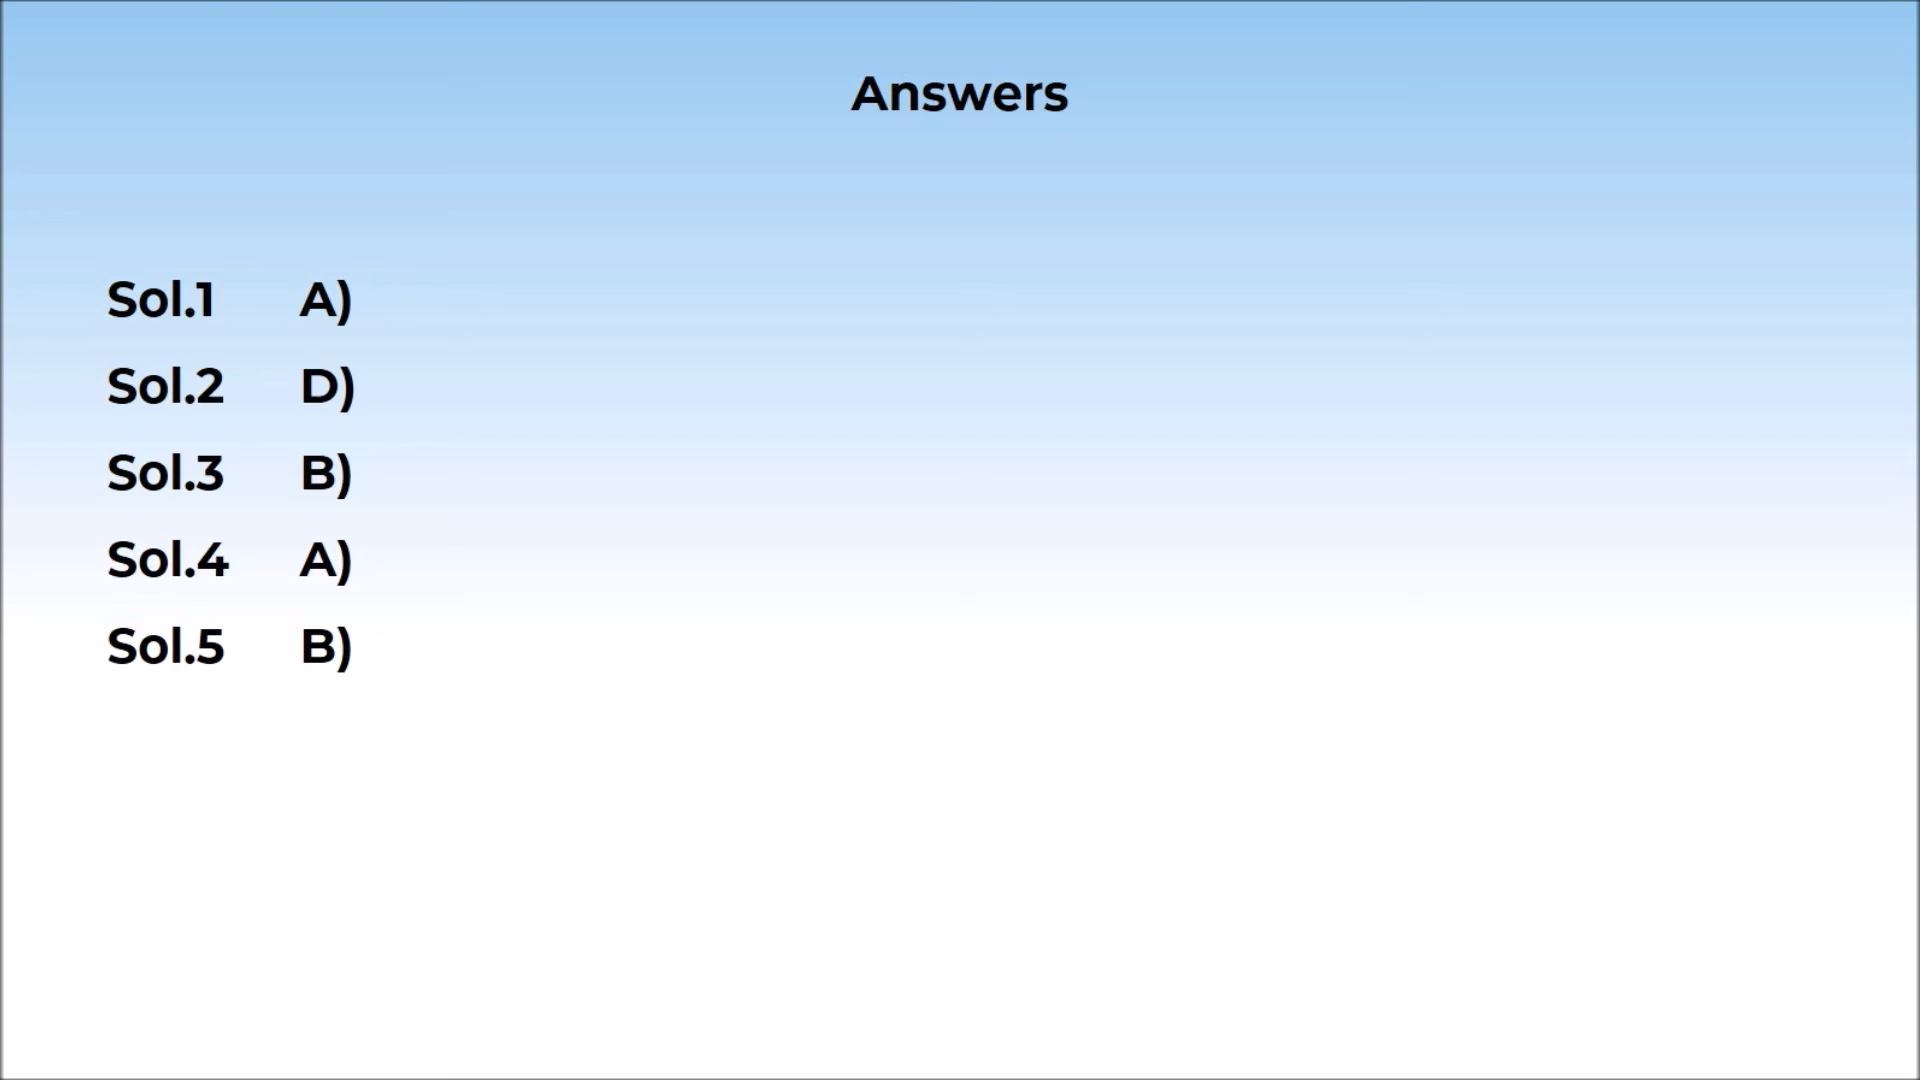 Answers
Sol.1 A)
Sol.2 D)
Sol.3 B)
Sol.4 A)
Sol.5 B)